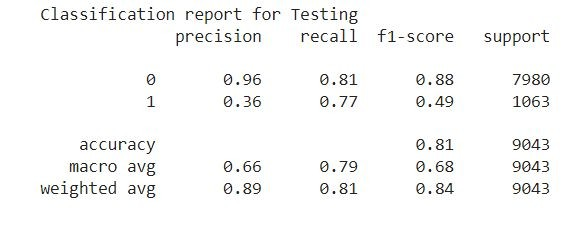 Classification report for Testing
precision recall f1-score support
0 0.96 0.81 0.88 7980
1 0.36 0.77 0.49 1063
accuracy 0.81 9043
macro avg 0.66 0.79 0.68 9043
weighted avg 0.89 0.81 0.84 9043